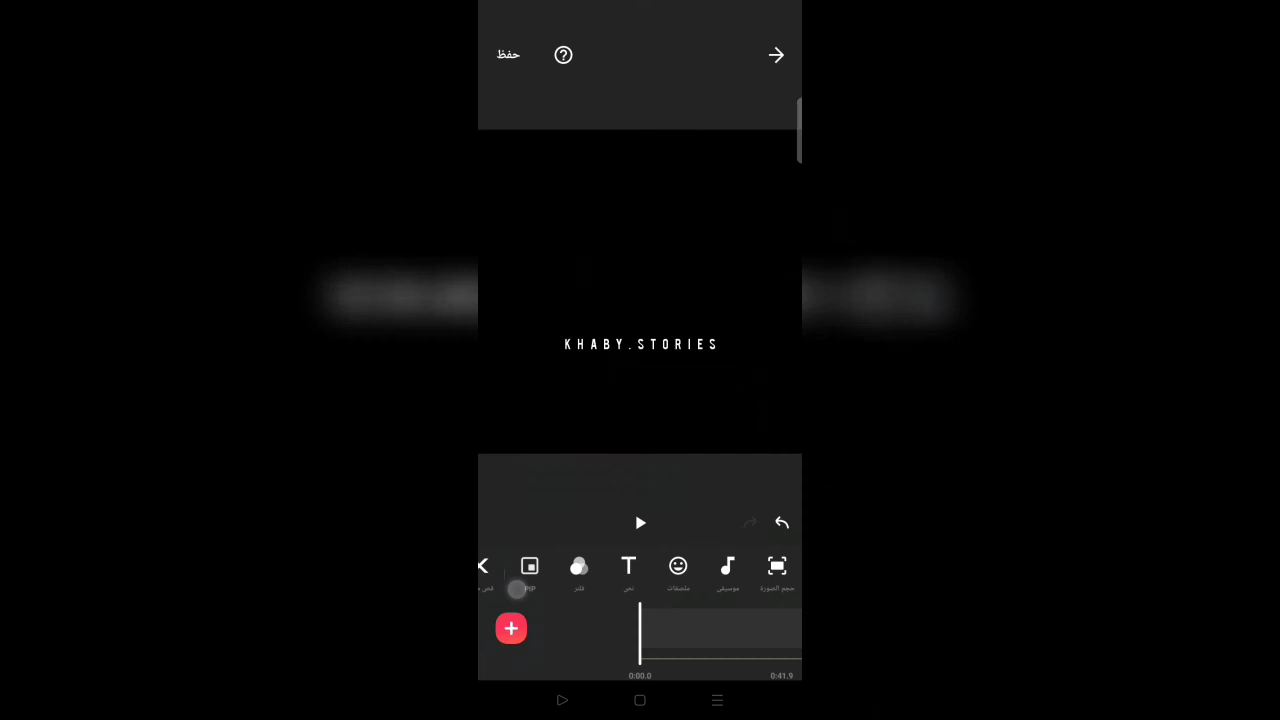 حفظ
KHABY.STORIES
حجم الصورة
موسيقى
ملصقات
نص
فلتر
PIP
0:00.0
0:41.9